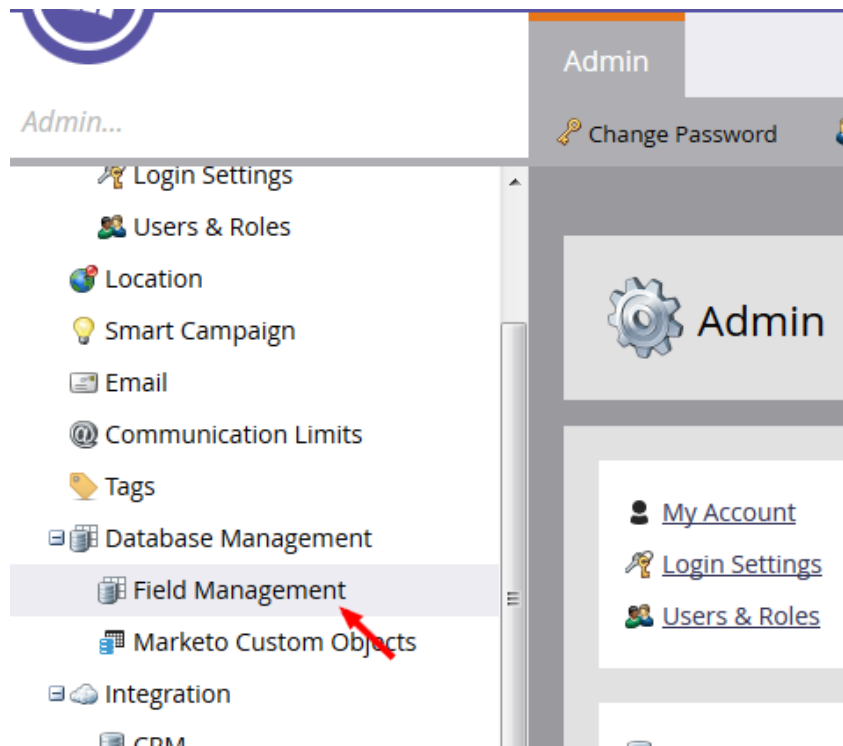 Admin
Admin...
Change Password
Login Settings
Users & Roles
Location
Smart Campaign
Email
Communication Limits
Tags
Database Management
Field Management
Marketo Custom Objects
Integration
CRM
Admin
My Account
Login Settings
Users & Roles